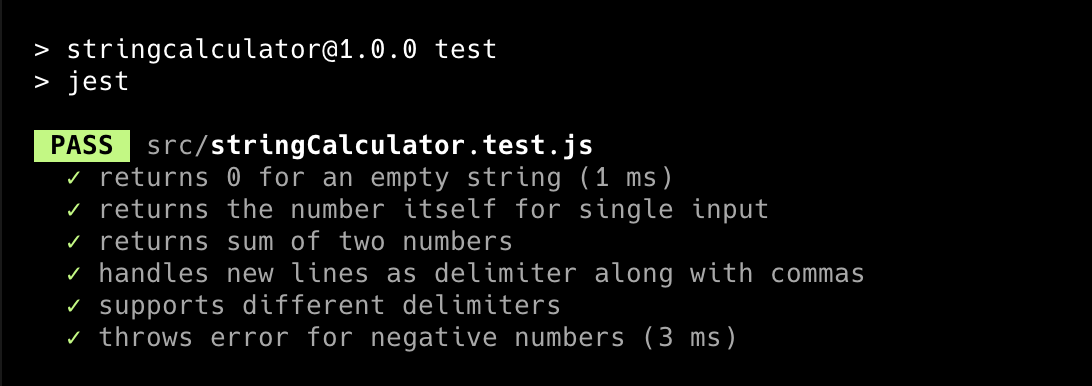 > stringcalculator@1.0.0 test
> jest
PASS src/stringCalculator.test.js
✓ returns 0 for an empty string (1 ms)
✓ returns the number itself for single input
✓ returns sum of two numbers
✓ handles new lines as delimiter along with commas
✓ supports different delimiters
✓ throws error for negative numbers (3 ms)